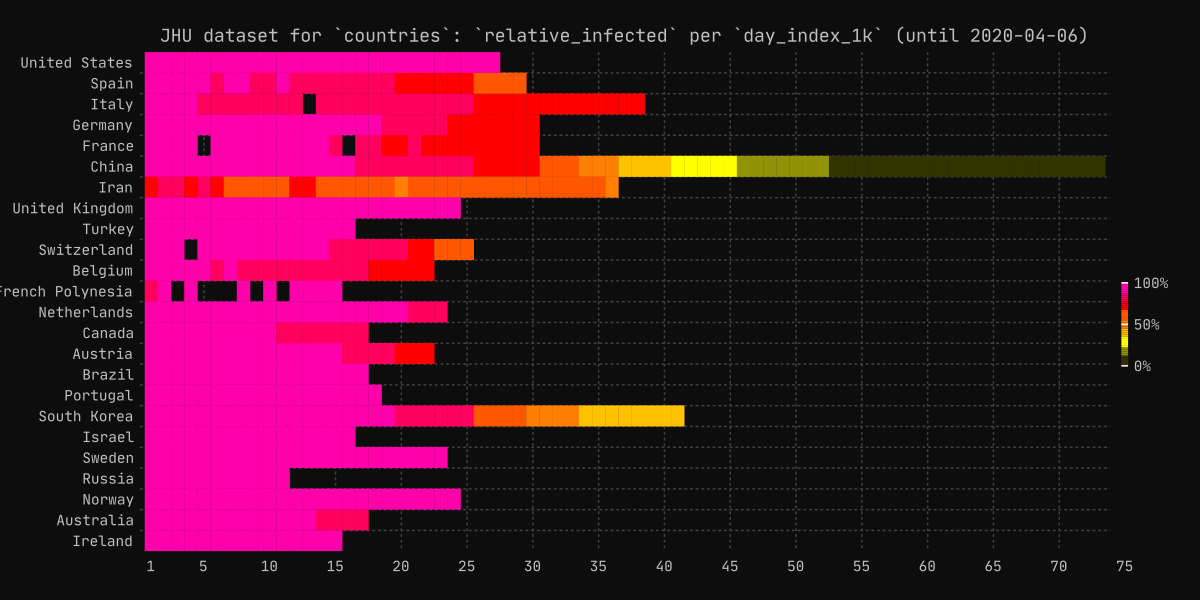 JHU dataset for `countries`: `relative_infected` per `day_index_1k` (until 2020-04-06)
United States
Spain
Italy
Germany
France
China
Iran
United Kingdom
Turkey
Switzerland
Belgium
French Polynesia
Netherlands
Canada
Austria
Brazil
Portugal
South Korea
Israel
Sweden
Russia
Norway
Australia
Ireland
100%
50%
0%
1 5 10 15 20 25 30 35 40 45 50 55 60 65 70 75